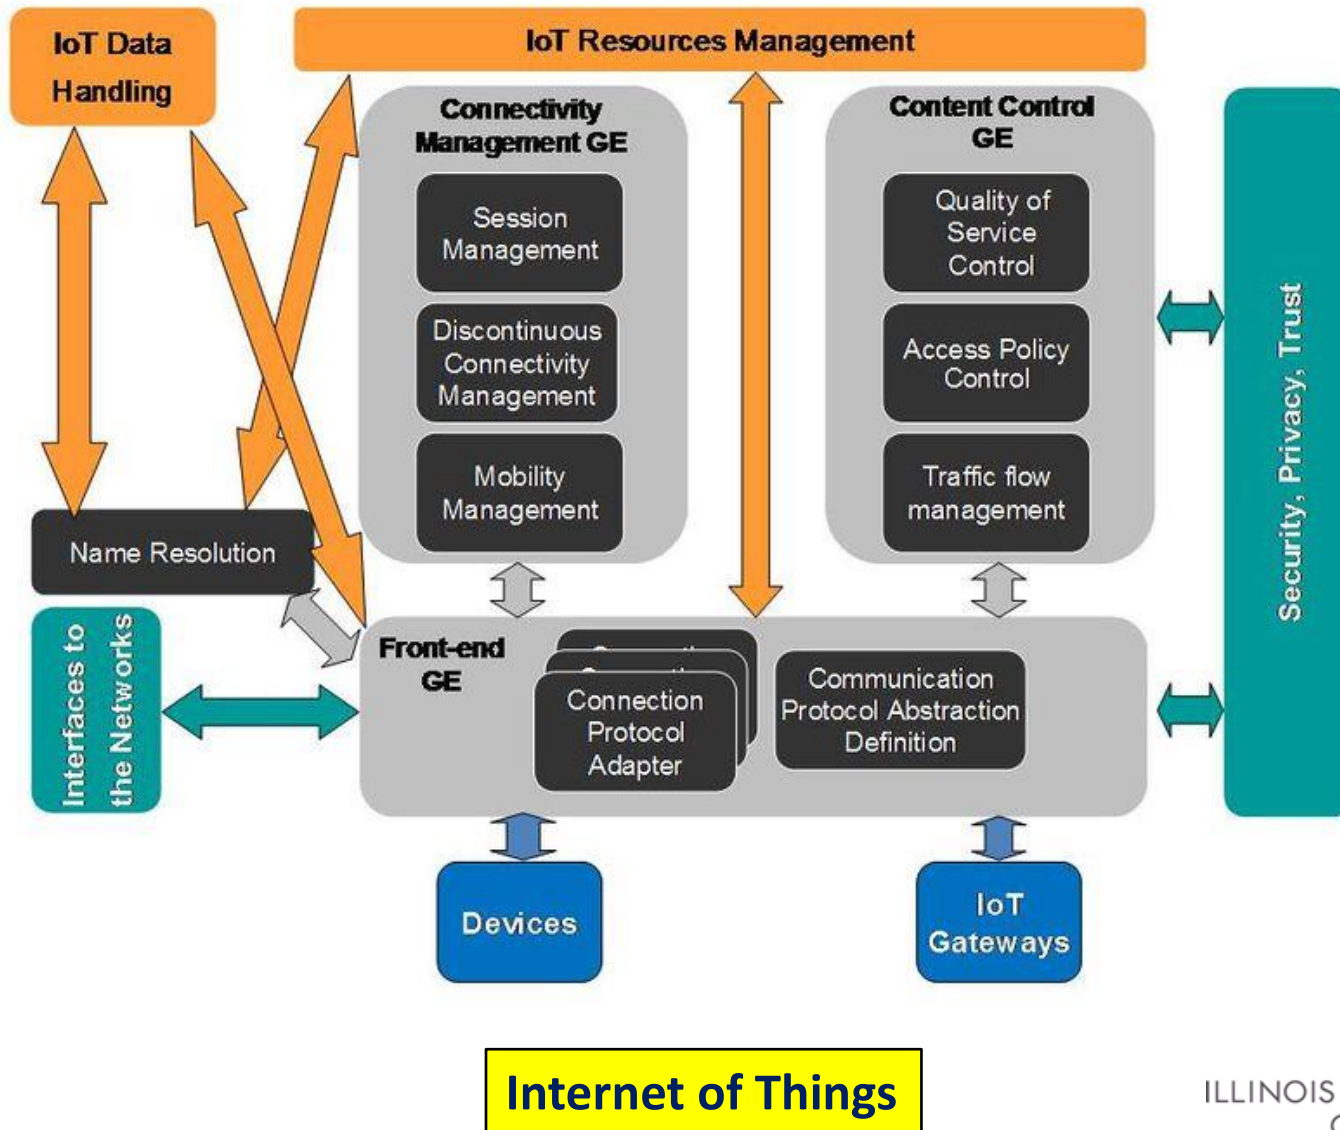 IoT Data
Handling
IoT Resources Management
Connectivity
Management GE
Session
Management
Discontinuous
Connectivity
Management
Mobility
Management
Content Control
GE
Quality of
Service
Control
Access Policy
Control
Traffic flow
management
Security, Privacy, Trust
Name Resolution
Interfaces to
the Networks
Front-end
GE
Connection
Protocol
Adapter
Communication
Protocol Abstraction
Definition
Devices
IoT
Gateways
Internet of Things
ILLINOIS